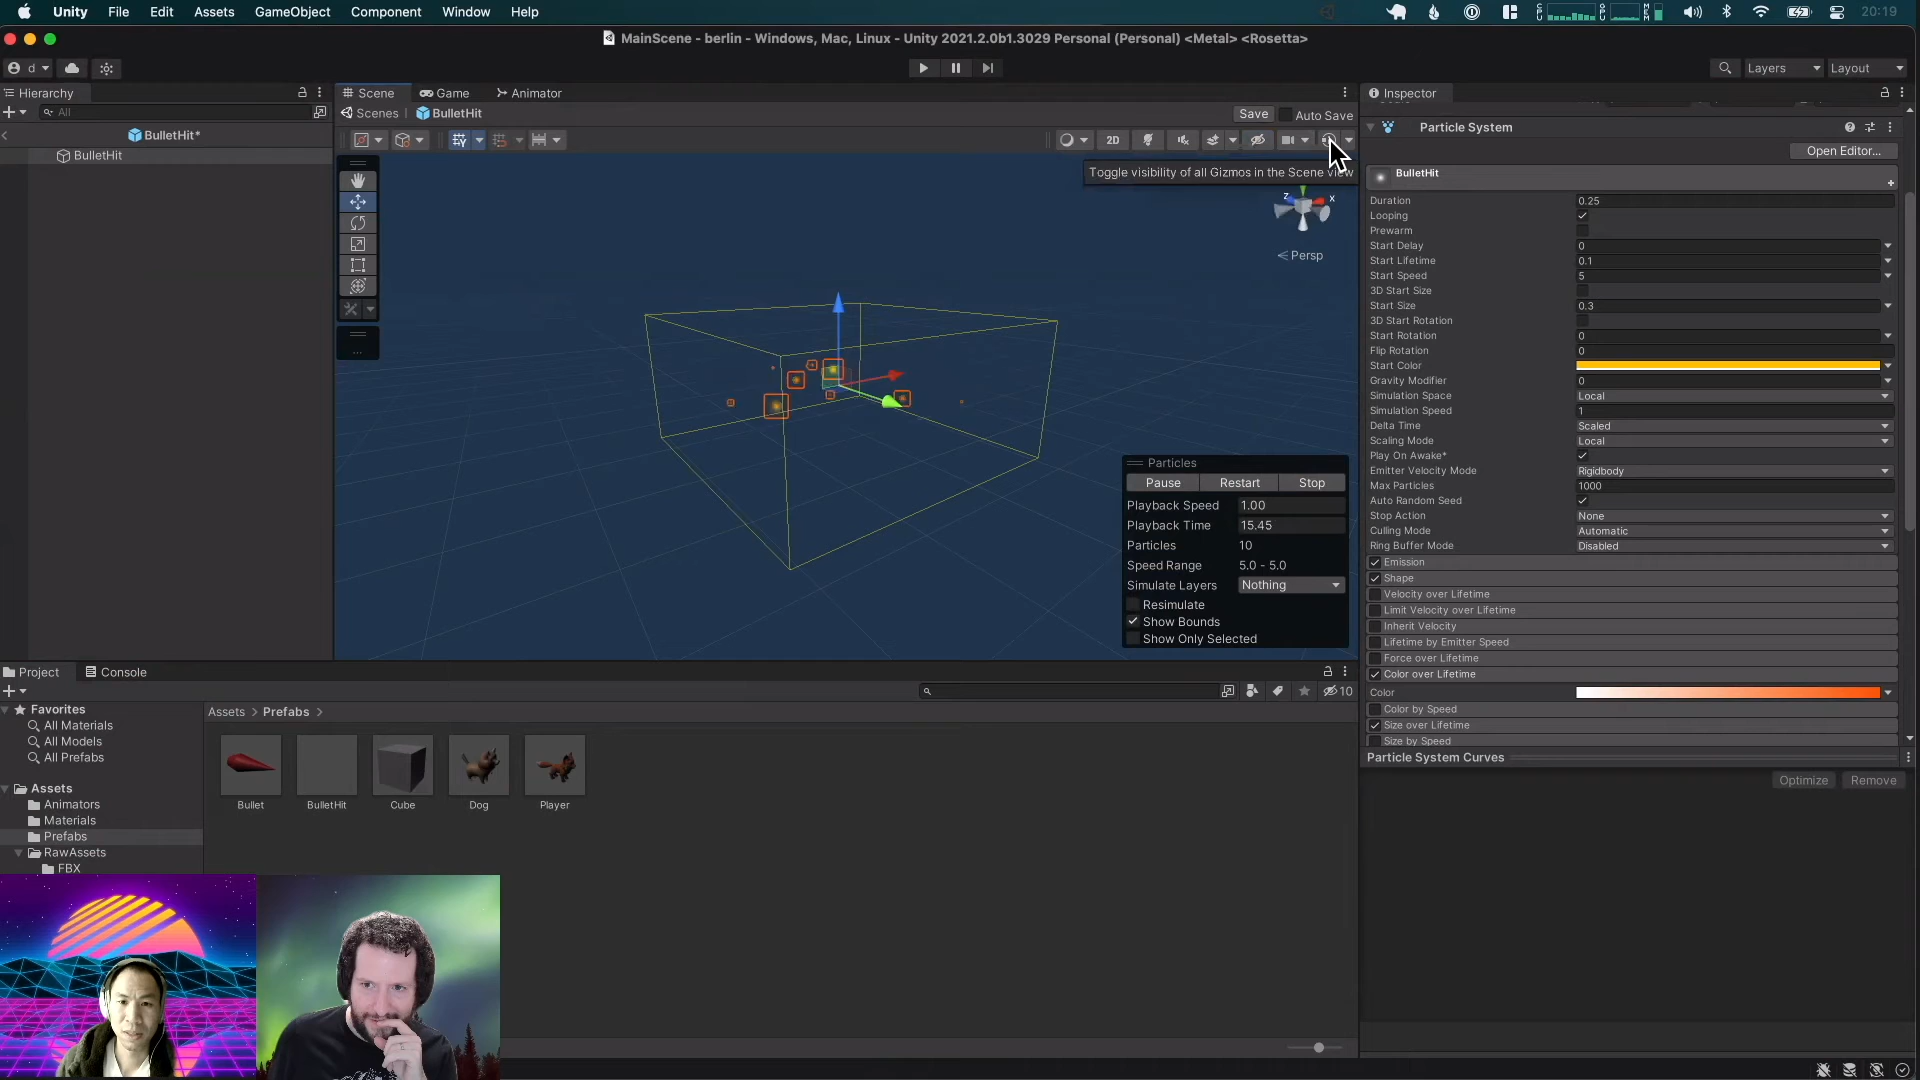 Unity File Edit Assets GameObject Component Window Help 20:19
MainScene - berlin - Windows, Mac, Linux - Unity 2021.2.0b1.3029 Personal (Personal) <Metal> <Rosetta>
d Layers Layout
Hierarchy
All
BulletHit*
BulletHit
Scene Game Animator
Scenes BulletHit Save Auto Save
2D
Toggle visibility of all Gizmos in the Scene view
z x
Persp
Particles
Pause Restart Stop
Playback Speed 1.00
Playback Time 15.45
Particles 10
Speed Range 5.0 - 5.0
Simulate Layers Nothing
Resimulate
Show Bounds
Show Only Selected
Inspector
Particle System
Open Editor...
BulletHit
Duration 0.25
Looping
Prewarm
Start Delay 0
Start Lifetime 0.1
Start Speed 5
3D Start Size
Start Size 0.3
3D Start Rotation
Start Rotation 0
Flip Rotation 0
Start Color
Gravity Modifier 0
Simulation Space Local
Simulation Speed 1
Delta Time Scaled
Scaling Mode Local
Play On Awake*
Emitter Velocity Mode Rigidbody
Max Particles 1000
Auto Random Seed
Stop Action None
Culling Mode Automatic
Ring Buffer Mode Disabled
Emission
Shape
Velocity over Lifetime
Limit Velocity over Lifetime
Inherit Velocity
Lifetime by Emitter Speed
Force over Lifetime
Color over Lifetime
Color
Color by Speed
Size over Lifetime
Size by Speed
Particle System Curves
Optimize Remove
Project Console
10
Favorites
All Materials
All Models
All Prefabs
Assets
Animators
Materials
Prefabs
RawAssets
FBX
Assets > Prefabs >
Bullet BulletHit Cube Dog Player